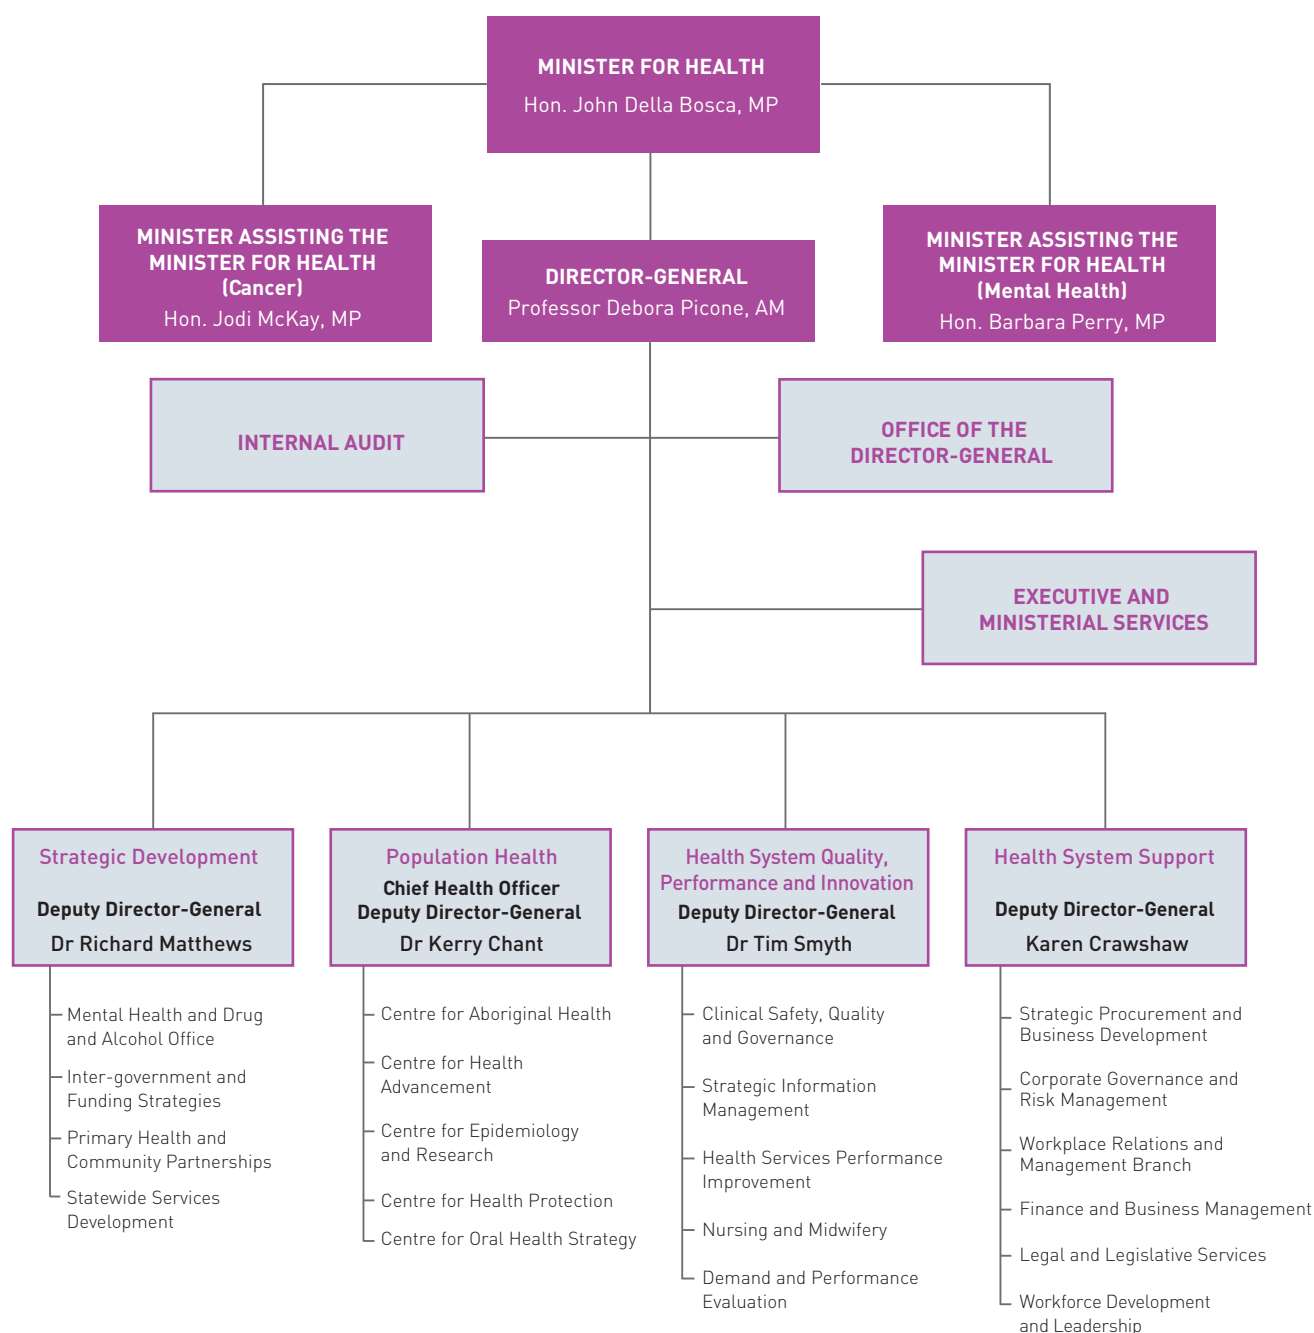 MINISTER FOR HEALTH
Hon. John Della Bosca, MP
MINISTER ASSISTING THE
MINISTER FOR HEALTH
(Cancer)
Hon. Jodi McKay, MP
DIRECTOR-GENERAL
Professor Debora Picone, AM
MINISTER ASSISTING THE
MINISTER FOR HEALTH
(Mental Health)
Hon. Barbara Perry, MP
INTERNAL AUDIT
OFFICE OF THE
DIRECTOR-GENERAL
EXECUTIVE AND
MINISTERIAL SERVICES
Strategic Development
Deputy Director-General
Dr Richard Matthews
Mental Health and Drug
and Alcohol Office
Inter-government and
Funding Strategies
Primary Health and
Community Partnerships
Statewide Services
Development
Population Health
Chief Health Officer
Deputy Director-General
Dr Kerry Chant
Centre for Aboriginal Health
Centre for Health
Advancement
Centre for Epidemiology
and Research
Centre for Health Protection
Centre for Oral Health Strategy
Health System Quality,
Performance and Innovation
Deputy Director-General
Dr Tim Smyth
Clinical Safety, Quality
and Governance
Strategic Information
Management
Health Services Performance
Improvement
Nursing and Midwifery
Demand and Performance
Evaluation
Health System Support
Deputy Director-General
Karen Crawshaw
Strategic Procurement and
Business Development
Corporate Governance and
Risk Management
Workplace Relations and
Management Branch
Finance and Business Management
Legal and Legislative Services
Workforce Development
and Leadership